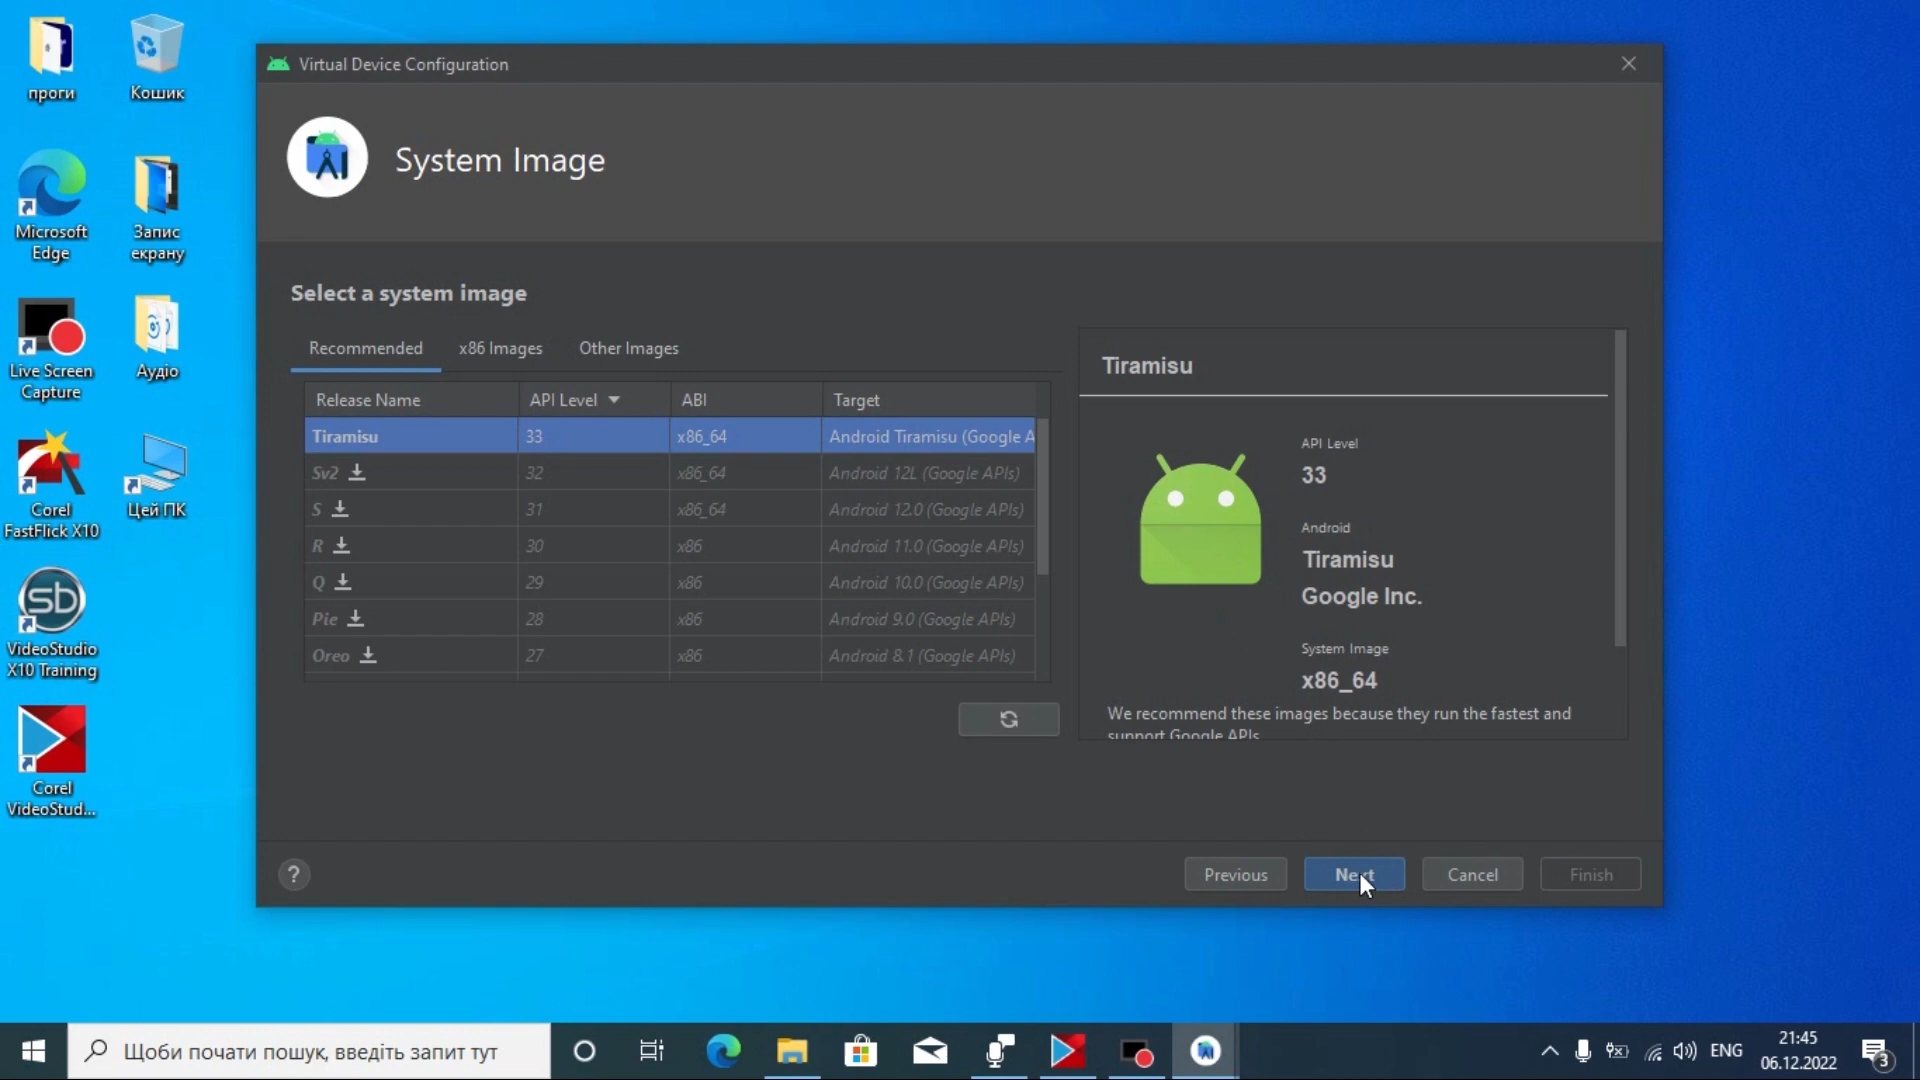 проги
Кошик
Microsoft
Edge
Запис
екрану
Live Screen
Capture
Аудіо
Corel
FastFlick X10
Цей ПК
VideoStudio
X10 Training
Corel
VideoStud...
Virtual Device Configuration
System Image
Select a system image
Recommended x86 Images Other Images
Release Name API Level ABI Target
Tiramisu 33 x86_64 Android Tiramisu (Google A
Sv2 32 x86_64 Android 12L (Google APIs)
S 31 x86_64 Android 12.0 (Google APIs)
R 30 x86 Android 11.0 (Google APIs)
Q 29 x86 Android 10.0 (Google APIs)
Pie 28 x86 Android 9.0 (Google APIs)
Oreo 27 x86 Android 8.1 (Google APIs)
Tiramisu
API Level
33
Android
Tiramisu
Google Inc.
System Image
x86_64
We recommend these images because they run the fastest and
support Google APIs
? Previous Next Cancel Finish
Щоби почати пошук, введіть запит тут
ENG
21:45
06.12.2022
3